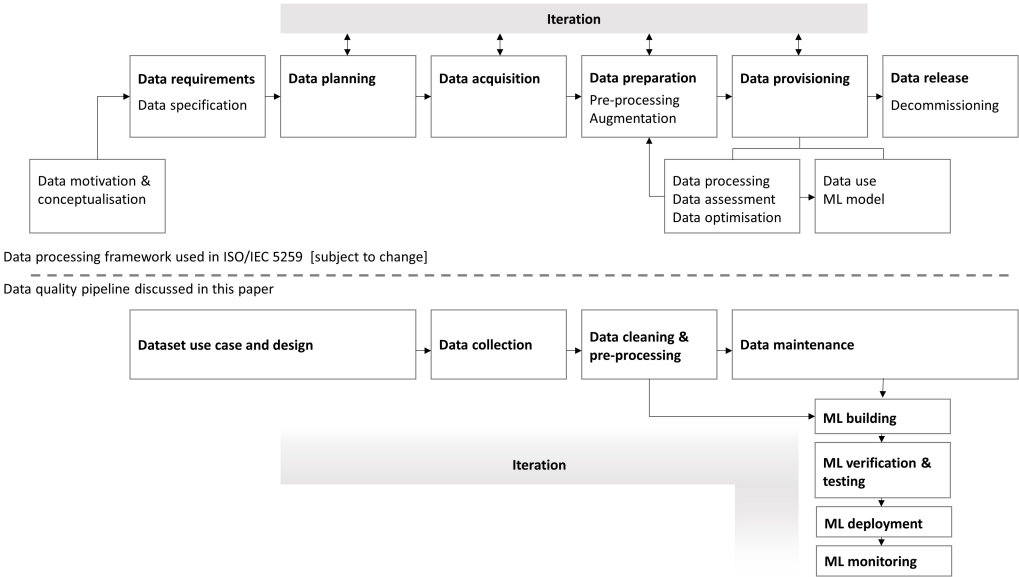 Iteration
Data requirements
Data specification
Data planning
Data acquisition
Data preparation
Pre-processing
Augmentation
Data provisioning
Data release
Decommissioning
Data motivation &
conceptualisation
Data processing
Data assessment
Data optimisation
Data use
ML model
Data processing framework used in ISO/IEC 5259 [subject to change]
Data quality pipeline discussed in this paper
Dataset use case and design
Data collection
Data cleaning &
pre-processing
Data maintenance
ML building
Iteration
ML verification &
testing
ML deployment
ML monitoring